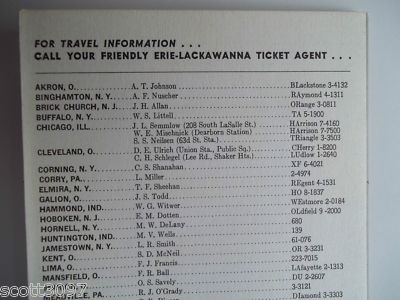 FOR TRAVEL INFORMATION . . .
CALL YOUR FRIENDLY ERIE-LACKAWANNA TICKET AGENT . . .
AKRON, O. A. T. Johnson BLackstone 3-4132
BINGHAMTON, N. Y. A. F. Nuscher RAymond 4-1311
BRICK CHURCH, N. J. J. H. Allan ORange 3-0811
BUFFALO, N. Y. W. S. Littell TA 5-1900
CHICAGO, ILL. J. L. Semmlow (208 South LaSalle St.) HArrison 7-4160
W. E. Mischnick (Dearborn Station) HArrison 7-7500
S. S. Neilsen (63d St. Sta.) TRiangle 3-3503
CLEVELAND, O. D. E. Ulrich (Union Sta., Public Sq.) CHerry 1-8200
C. H. Schlegel (Lee Rd., Shaker Hts.) LUdlow 1-2640
CORNING, N. Y. C. S. Shanahan XF 6-4021
CORRY, PA. L. Miller 2-4974
ELMIRA, N. Y. T. F. Sheehan REgent 4-1531
GALION, O. J. S. Todd HO 8-1837
HAMMOND, IND. W. G. Witwer WEstmore 2-0184
HOBOKEN, N. J. E. M. Dotten OLdfield 9-2000
HORNELL, N. Y. M. W. DeLany 680
HUNTINGTON, IND. M. V. Wells 139
JAMESTOWN, N. Y. L. R. Smith 61-076
KENT, O. S. D. McNeil OR 3-3231
LIMA, O. F. J. Francis 223-7015
MANSFIELD, O. F. R. Ball LAfayette 2-1313
O. S. Savely DU 2-2607
PA. R. J. O'Grady DIamond 3-3303
scott3097